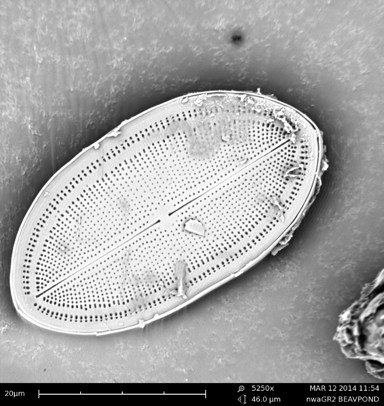 20µm
5250x
46.0 µm
MAR 12 2014 11:54
nwaGR2 BEAVPOND